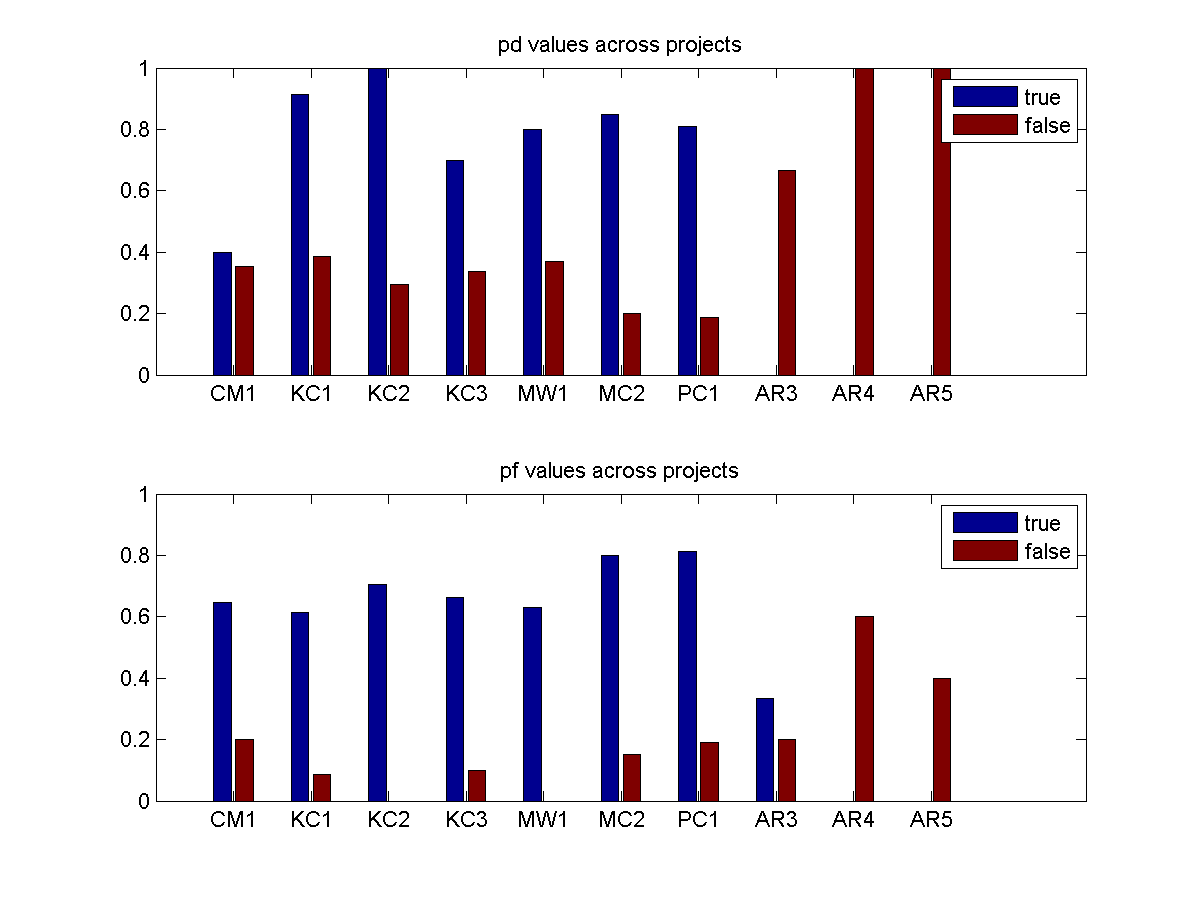 pd values across projects
1
0.8
0.6
0.4
0.2
0
true
false
CM1 KC1 KC2 KC3 MW1 MC2 PC1 AR3 AR4 AR5
pf values across projects
1
0.8
0.6
0.4
0.2
0
true
false
CM1 KC1 KC2 KC3 MW1 MC2 PC1 AR3 AR4 AR5